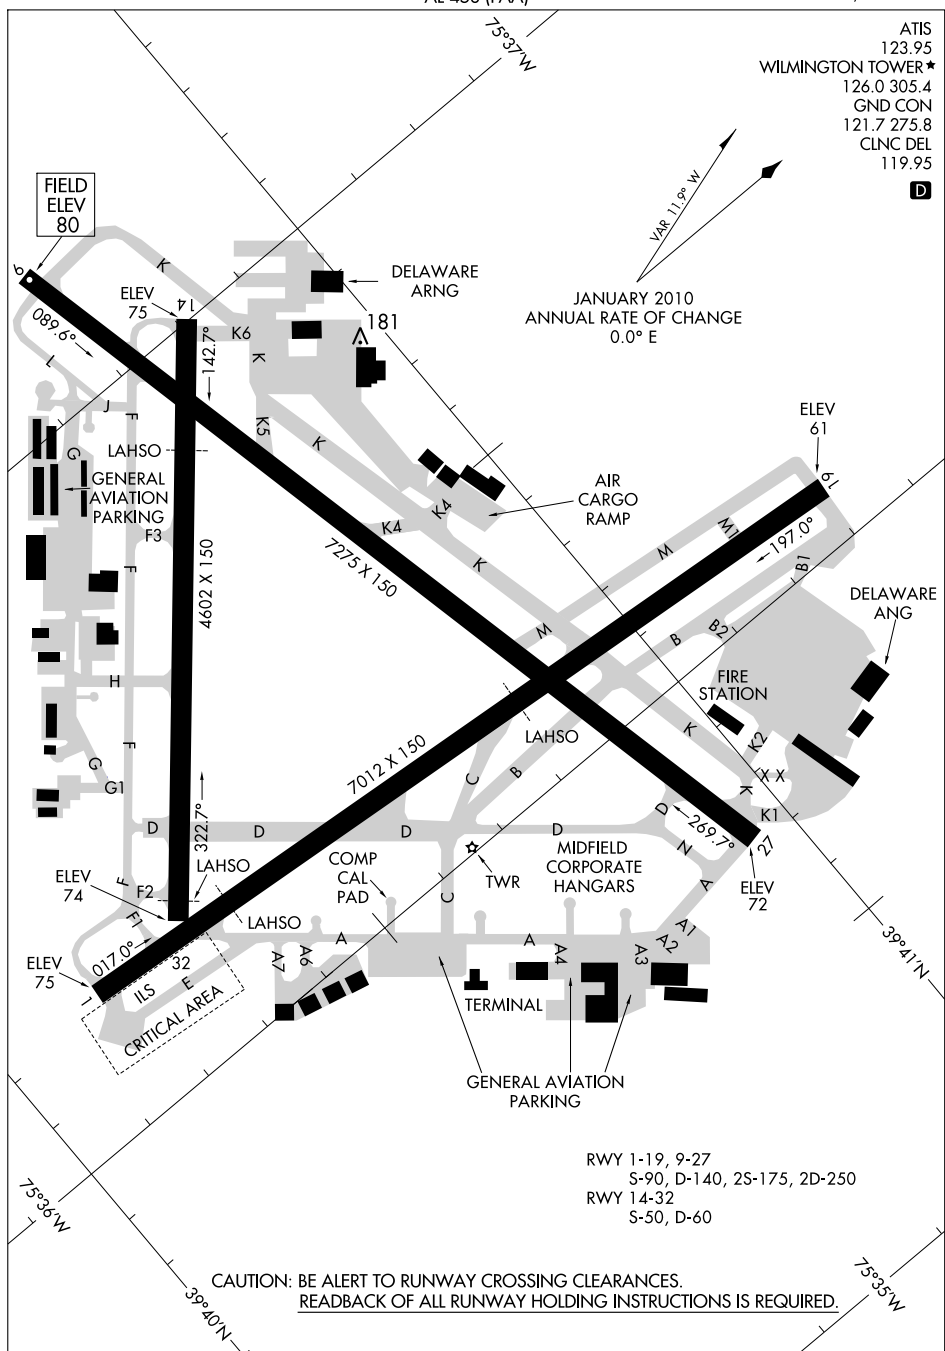 AL-450 (FAA)
75°37'W
ATIS
123.95
WILMINGTON TOWER★
126.0 305.4
GND CON
121.7 275.8
CLNC DEL
119.95
D
VAR 11.9° W
JANUARY 2010
ANNUAL RATE OF CHANGE
0.0° E
FIELD
ELEV
80
9
089.6°
K
ELEV
75
14
142.7°
K6
DELAWARE
ARNG
181
K
L
J
F
K5
K
LAHSO
G
GENERAL
AVIATION
PARKING
F3
F
4602 X 150
7275 X 150
K4
K4
AIR
CARGO
RAMP
K
ELEV
61
19
197.0°
M
M1
B1
M
B
B2
DELAWARE
ANG
FIRE
STATION
K
K2
X X
K
K1
H
F
G
G1
322.7°
7012 X 150
LAHSO
C
B
D
D
D
D
D
269.7°
27
N
A
ELEV
72
TWR
MIDFIELD
CORPORATE
HANGARS
COMP
CAL
PAD
LAHSO
ELEV
74
F
F2
F1
LAHSO
C
A
A
A1
A2
A3
A4
A6
A7
39°41'N
ELEV
75
017.0°
1
32
ILS
E
CRITICAL AREA
TERMINAL
GENERAL AVIATION
PARKING
RWY 1-19, 9-27
S-90, D-140, 2S-175, 2D-250
RWY 14-32
S-50, D-60
75°36'W
39°40'N
75°35'W
CAUTION: BE ALERT TO RUNWAY CROSSING CLEARANCES.
READBACK OF ALL RUNWAY HOLDING INSTRUCTIONS IS REQUIRED.